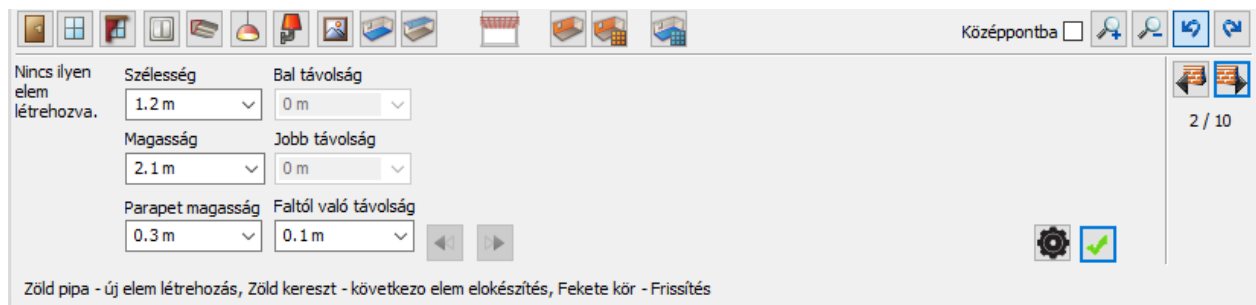 Középpontba
Nincs ilyen
elem
létrehozva.
Szélesség
Bal távolság
1.2 m
0 m
Magasság
Jobb távolság
2.1 m
0 m
Parapet magasság
Faltól való távolság
0.3 m
0.1 m
2 / 10
Zöld pipa - új elem létrehozás, Zöld kereszt - következo elem elokészítés, Fekete kör - Frissítés